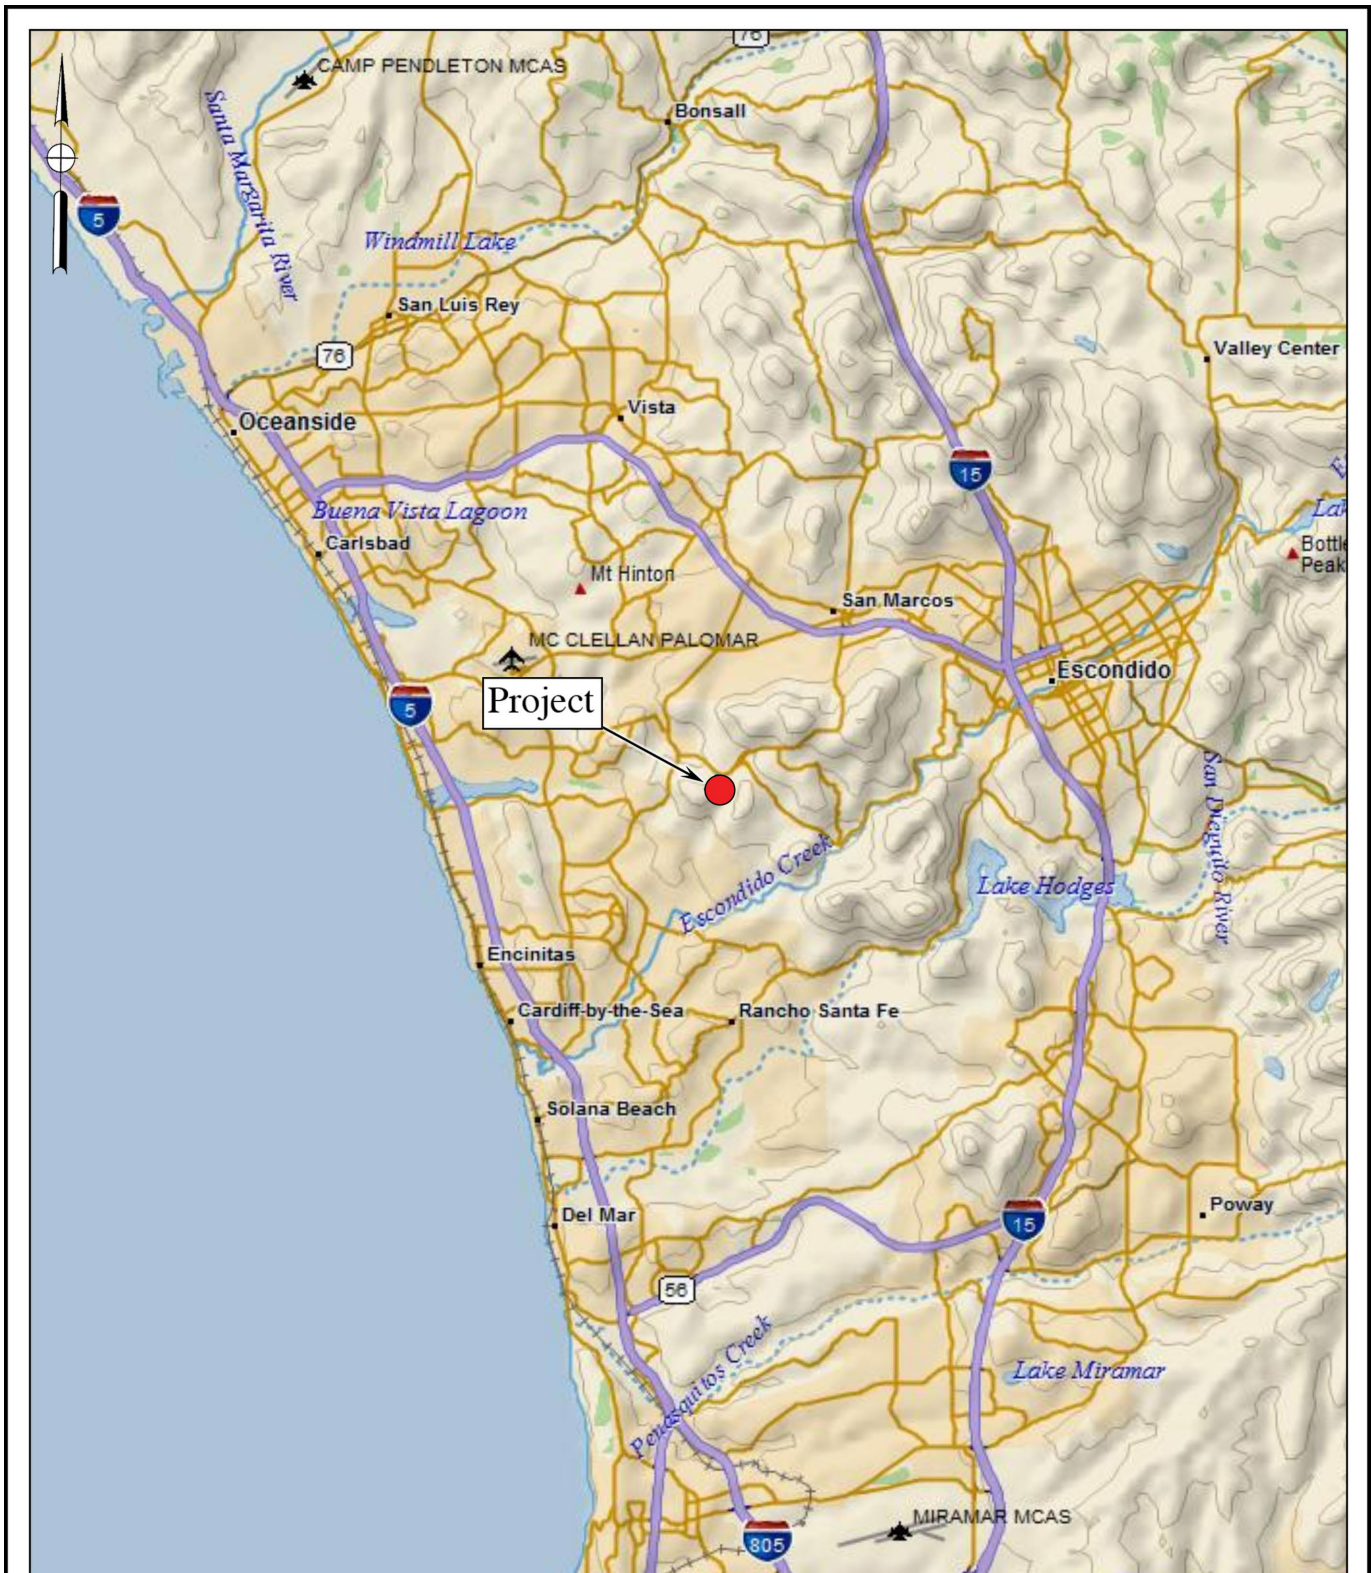 76
CAMP PENDLETON MCAS
Bonsall
Santa Margarita River
5
Windmill Lake
San Luis Rey
76
Valley Center
Vista
Oceanside
15
Buena Vista Lagoon
Carlsbad
Bottle
Peak
Mt Hinton
San Marcos
MC CLELLAN PALOMAR
Escondido
Project
5
San Dieguito River
Escondido Creek
Lake Hodges
Encinitas
Cardiff-by-the-Sea
Rancho Santa Fe
Solana Beach
Poway
Del Mar
15
56
Penasquitos Creek
Lake Miramar
MIRAMAR MCAS
805